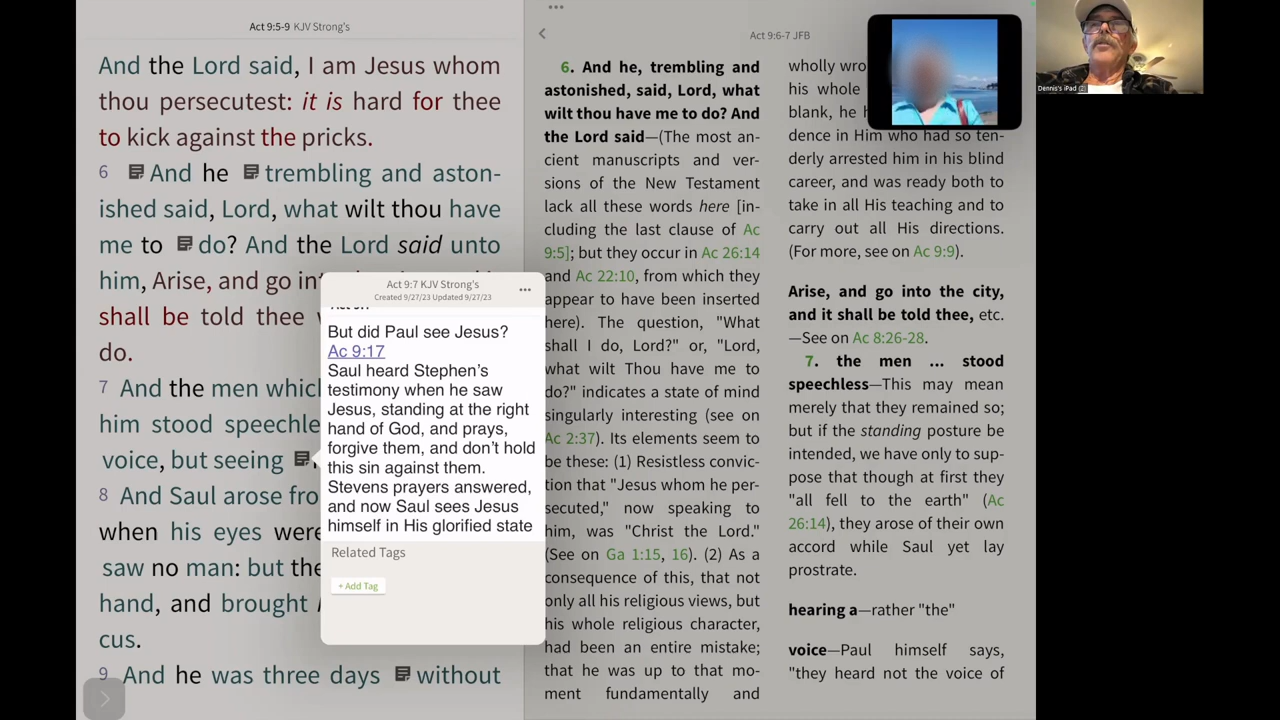 Act 9:5-9 KJV Strong's
And the Lord said, I am Jesus whom
thou persecutest: it is hard for thee
to kick against the pricks.
6 And he trembling and aston-
ished said, Lord, what wilt thou have
me to do? And the Lord said unto
him, Arise, and go in
shall be told thee
do.
7 And the men which
him stood speechle
voice, but seeing
8 And Saul arose fro
when his eyes were
saw no man: but the
hand, and brought
cus.
9 And he was three days without
Act 9:7 KJV Strong's
Created 9/27/23 Updated 9/27/23
But did Paul see Jesus?
Ac 9:17
Saul heard Stephen's
testimony when he saw
Jesus, standing at the right
hand of God, and prays,
forgive them, and don't hold
this sin against them.
Stevens prayers answered,
and now Saul sees Jesus
himself in His glorified state
Related Tags
+ Add Tag
Act 9:6-7 JFB
6. And he, trembling and
astonished, said, Lord, what
wilt thou have me to do? And
the Lord said—(The most an-
cient manuscripts and ver-
sions of the New Testament
lack all these words here [in-
cluding the last clause of Ac
9:5]; but they occur in Ac 26:14
and Ac 22:10, from which they
appear to have been inserted
here). The question, "What
shall I do, Lord?" or, "Lord,
what wilt Thou have me to
do?" indicates a state of mind
singularly interesting (see on
Ac 2:37). Its elements seem to
be these: (1) Resistless convic-
tion that "Jesus whom he per-
secuted," now speaking to
him, was "Christ the Lord."
(See on Ga 1:15, 16). (2) As a
consequence of this, that not
only all his religious views, but
his whole religious character,
had been an entire mistake;
that he was up to that mo-
ment fundamentally and
wholly wro
his whole
blank, he h
dence in Him who had so ten-
derly arrested him in his blind
career, and was ready both to
take in all His teaching and to
carry out all His directions.
(For more, see on Ac 9:9).
Arise, and go into the city,
and it shall be told thee, etc.
—See on Ac 8:26-28.
7. the men ... stood
speechless—This may mean
merely that they remained so;
but if the standing posture be
intended, we have only to sup-
pose that though at first they
"all fell to the earth" (Ac
26:14), they arose of their own
accord while Saul yet lay
prostrate.
hearing a—rather "the"
voice—Paul himself says,
"they heard not the voice of
Dennis's iPad (2)